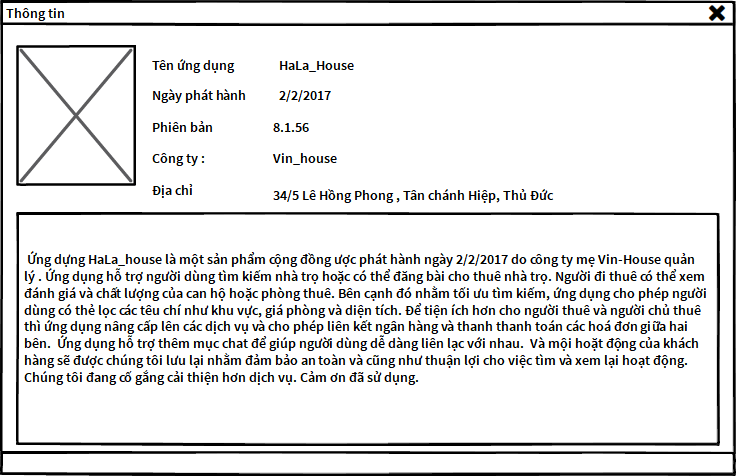 Thông tin
Tên ứng dụng HaLa_House
Ngày phát hành 2/2/2017
Phiên bản 8.1.56
Công ty : Vin_house
Địa chỉ 34/5 Lê Hồng Phong , Tân chánh Hiệp, Thủ Đức
Ứng dựng HaLa_house là một sản phẩm cộng đồng ược phát hành ngày 2/2/2017 do công ty mẹ Vin-House quản
lý . Ứng dụng hỗ trợ người dùng tìm kiếm nhà trọ hoặc có thể đăng bài cho thuê nhà trọ. Người đi thuê có thể xem
đánh giá và chất lượng của can hộ hoặc phòng thuê. Bên cạnh đó nhằm tối ưu tìm kiếm, ứng dụng cho phép người
dùng có thẻ lọc các têu chí như khu vực, giá phòng và diện tích. Để tiện ích hơn cho người thuê và người chủ thuê
thì ứng dụng nâng cấp lên các dịch vụ và cho phép liên kết ngân hàng và thanh thanh toán các hoá đơn giữa hai
bên. Ứng dụng hỗ trợ thêm mục chat để giúp người dùng dễ dàng liên lạc với nhau. Và mội hoặt động của khách
hàng sẽ được chúng tôi lưu lại nhằm đảm bảo an toàn và cũng như thuận lợi cho việc tìm và xem lại hoạt động.
Chúng tôi đang cố gắng cải thiện hơn dịch vụ. Cảm ơn đã sử dụng.